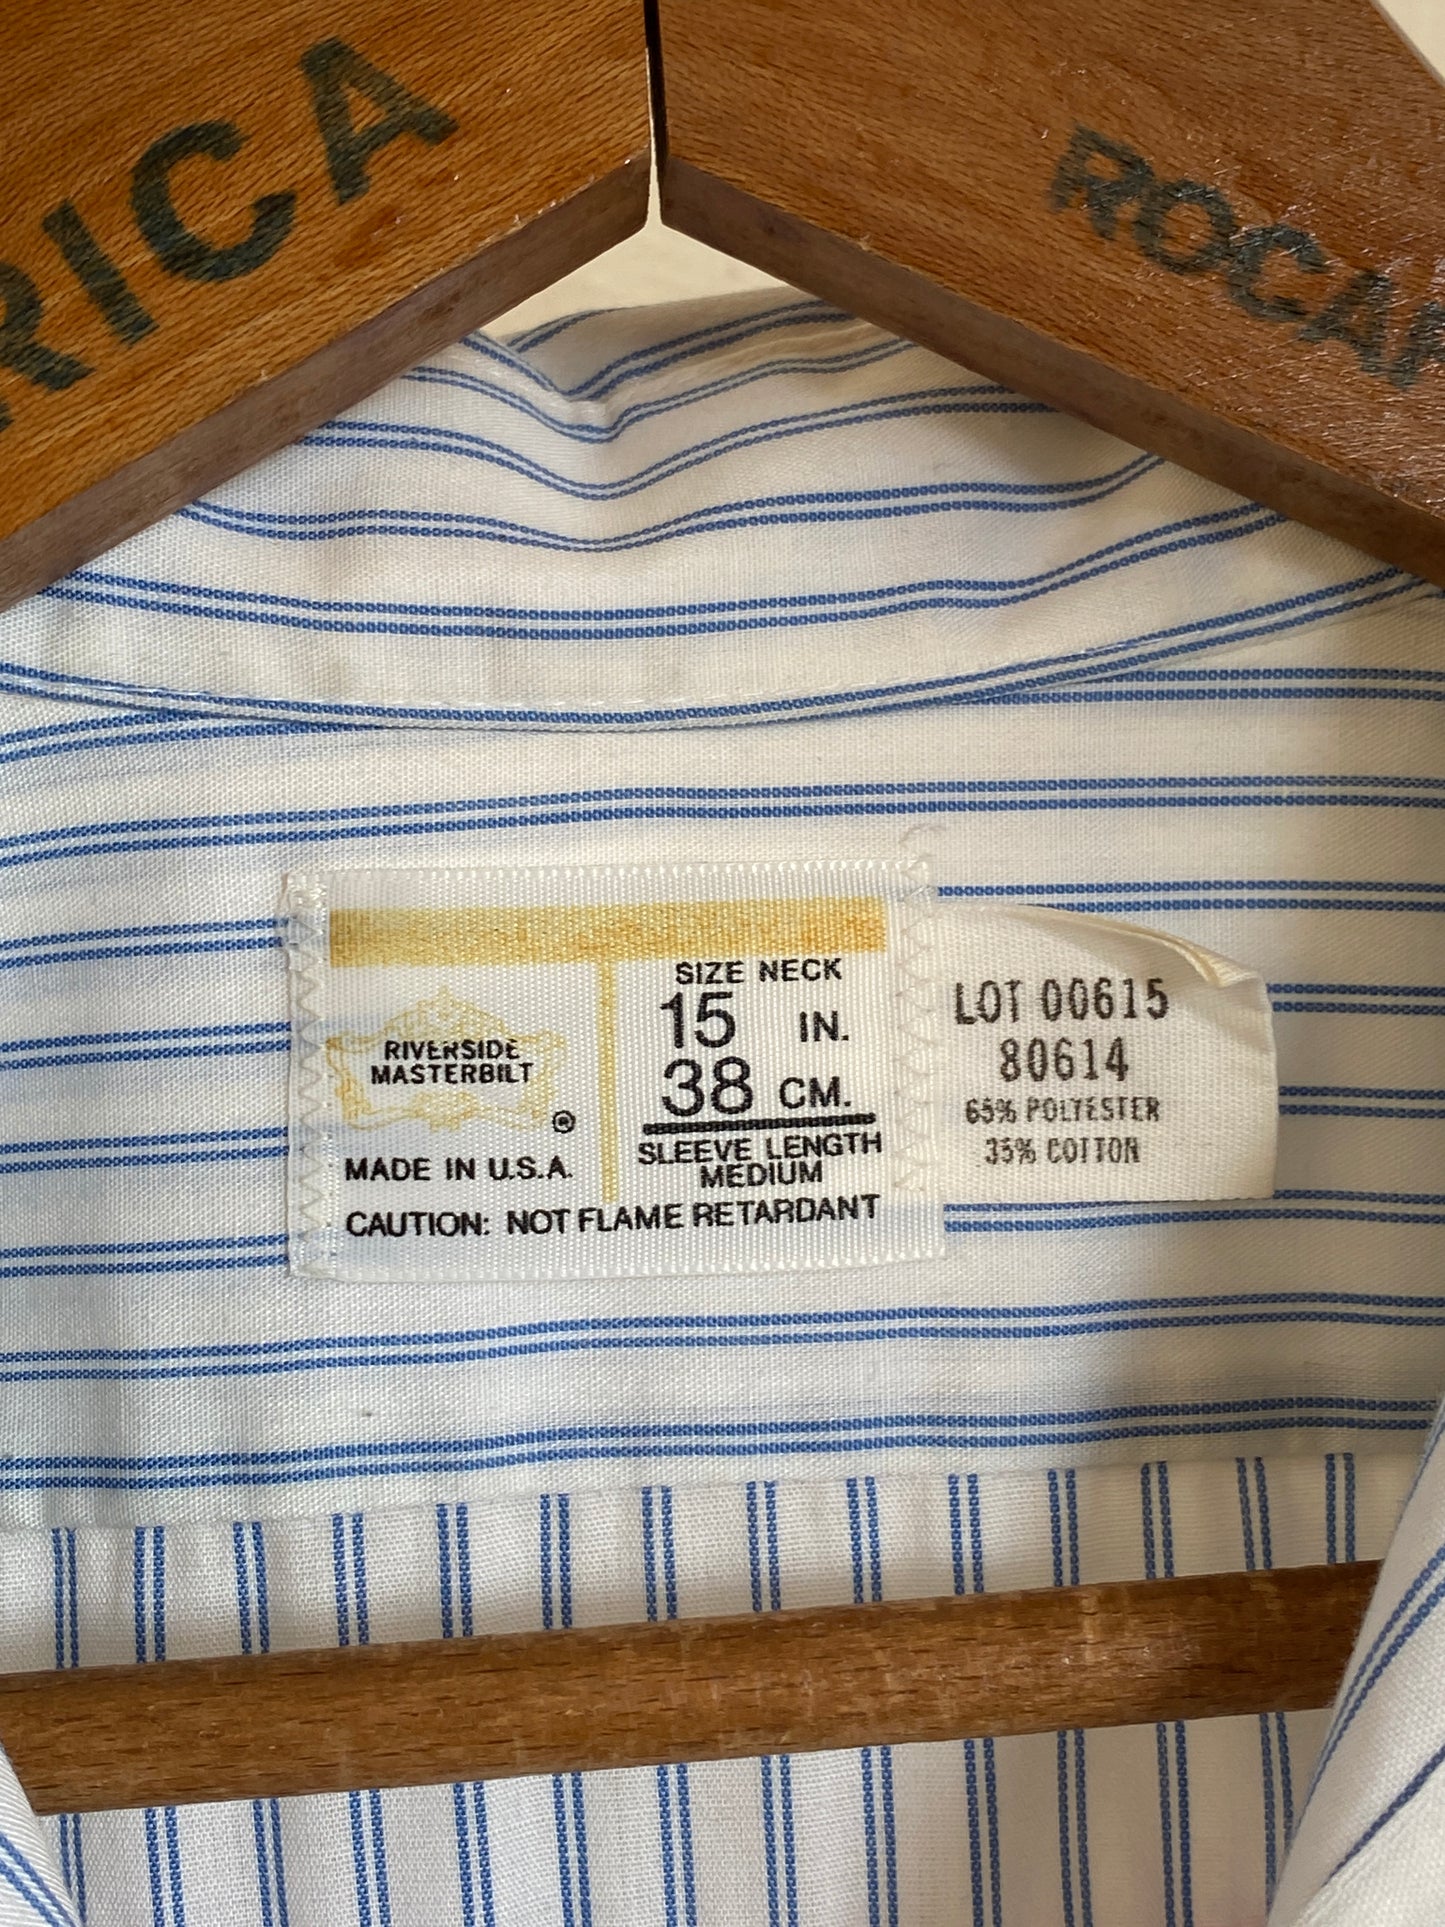 RICA
ROCA
RIVERSIDE
MASTERBILT
®
MADE IN U.S.A.
SIZE NECK
15 IN.
38 CM.
SLEEVE LENGTH
MEDIUM
CAUTION: NOT FLAME RETARDANT
LOT 00615
80614
65% POLYESTER
35% COTTON